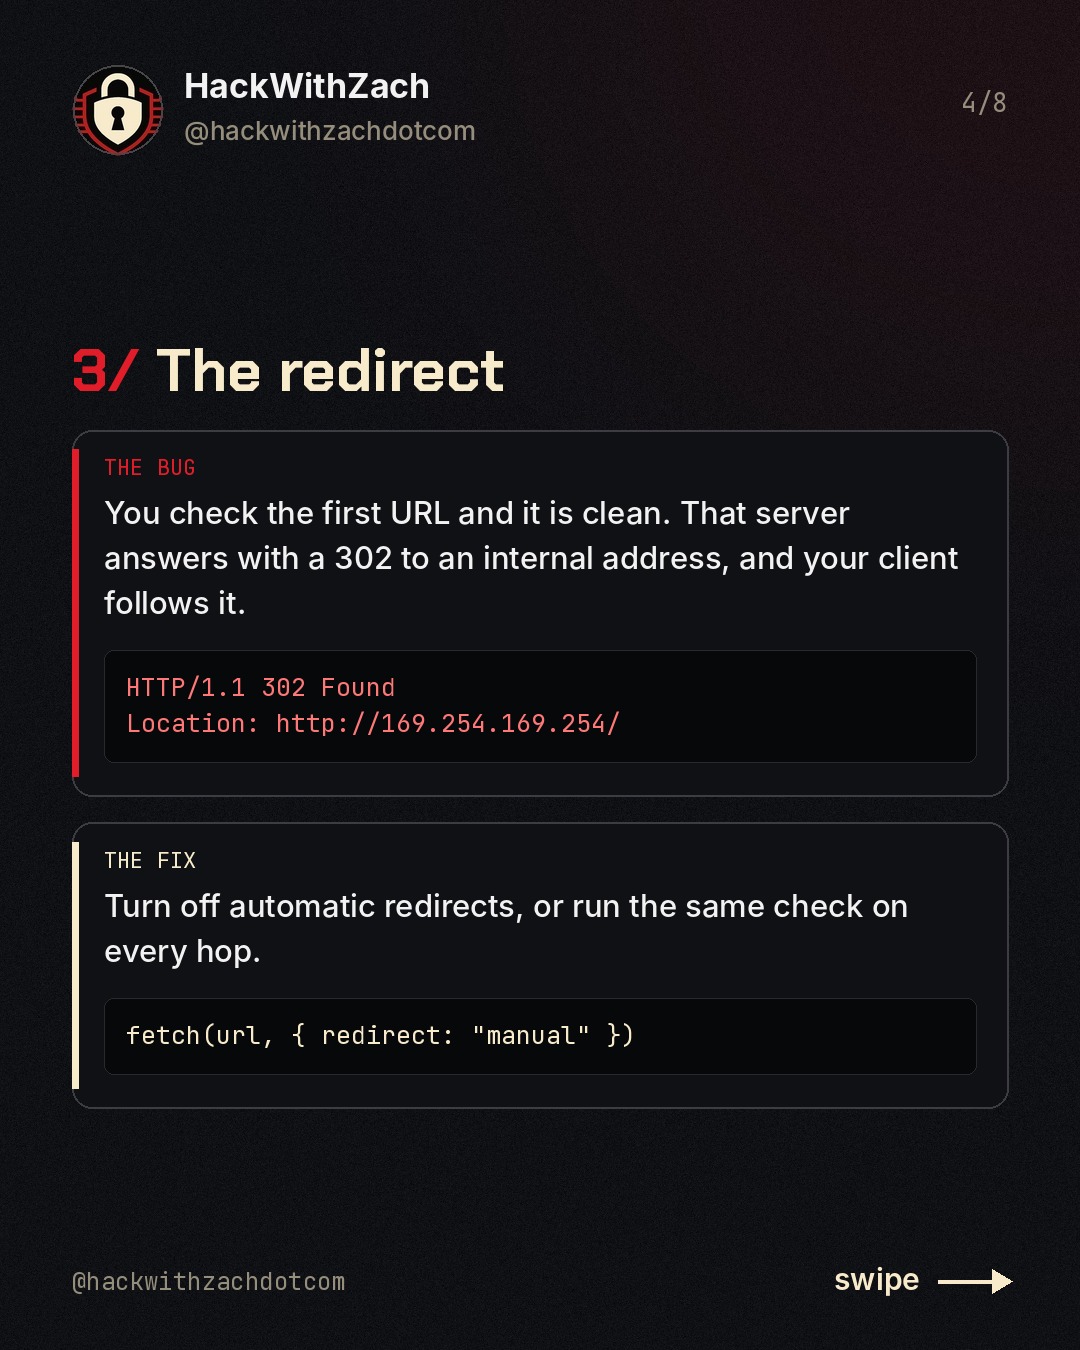 HackWithZach
@hackwithzachdotcom
4/8
3/ The redirect
THE BUG
You check the first URL and it is clean. That server
answers with a 302 to an internal address, and your client
follows it.
HTTP/1.1 302 Found
Location: http://169.254.169.254/
THE FIX
Turn off automatic redirects, or run the same check on
every hop.
fetch(url, { redirect: "manual" })
@hackwithzachdotcom
swipe